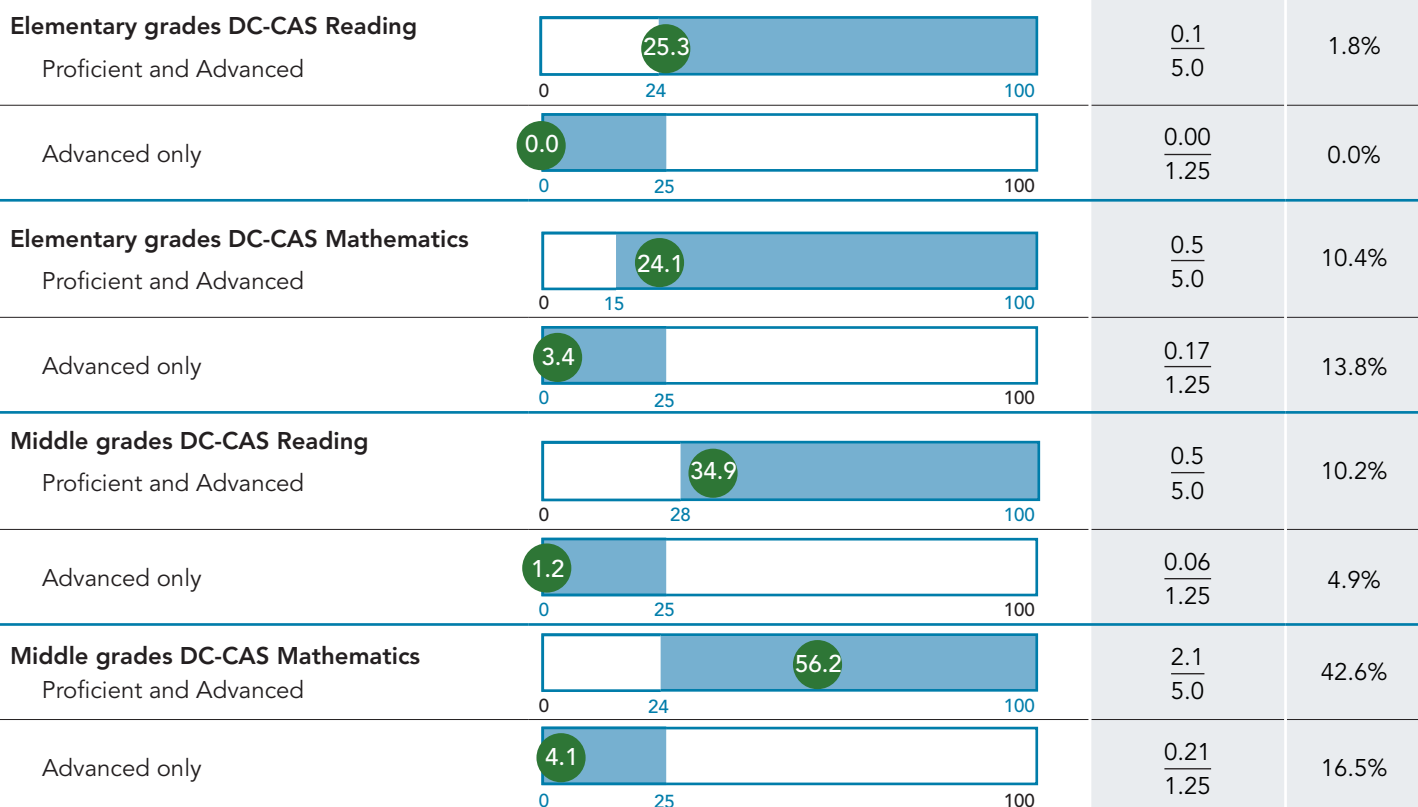 Elementary grades DC-CAS Reading
Proficient and Advanced
25.3
0 24 100
0.1
5.0
1.8%
Advanced only
0.0
0 25 100
0.00
1.25
0.0%
Elementary grades DC-CAS Mathematics
Proficient and Advanced
24.1
0 15 100
0.5
5.0
10.4%
Advanced only
3.4
0 25 100
0.17
1.25
13.8%
Middle grades DC-CAS Reading
Proficient and Advanced
34.9
0 28 100
0.5
5.0
10.2%
Advanced only
1.2
0 25 100
0.06
1.25
4.9%
Middle grades DC-CAS Mathematics
Proficient and Advanced
56.2
0 24 100
2.1
5.0
42.6%
Advanced only
4.1
0 25 100
0.21
1.25
16.5%